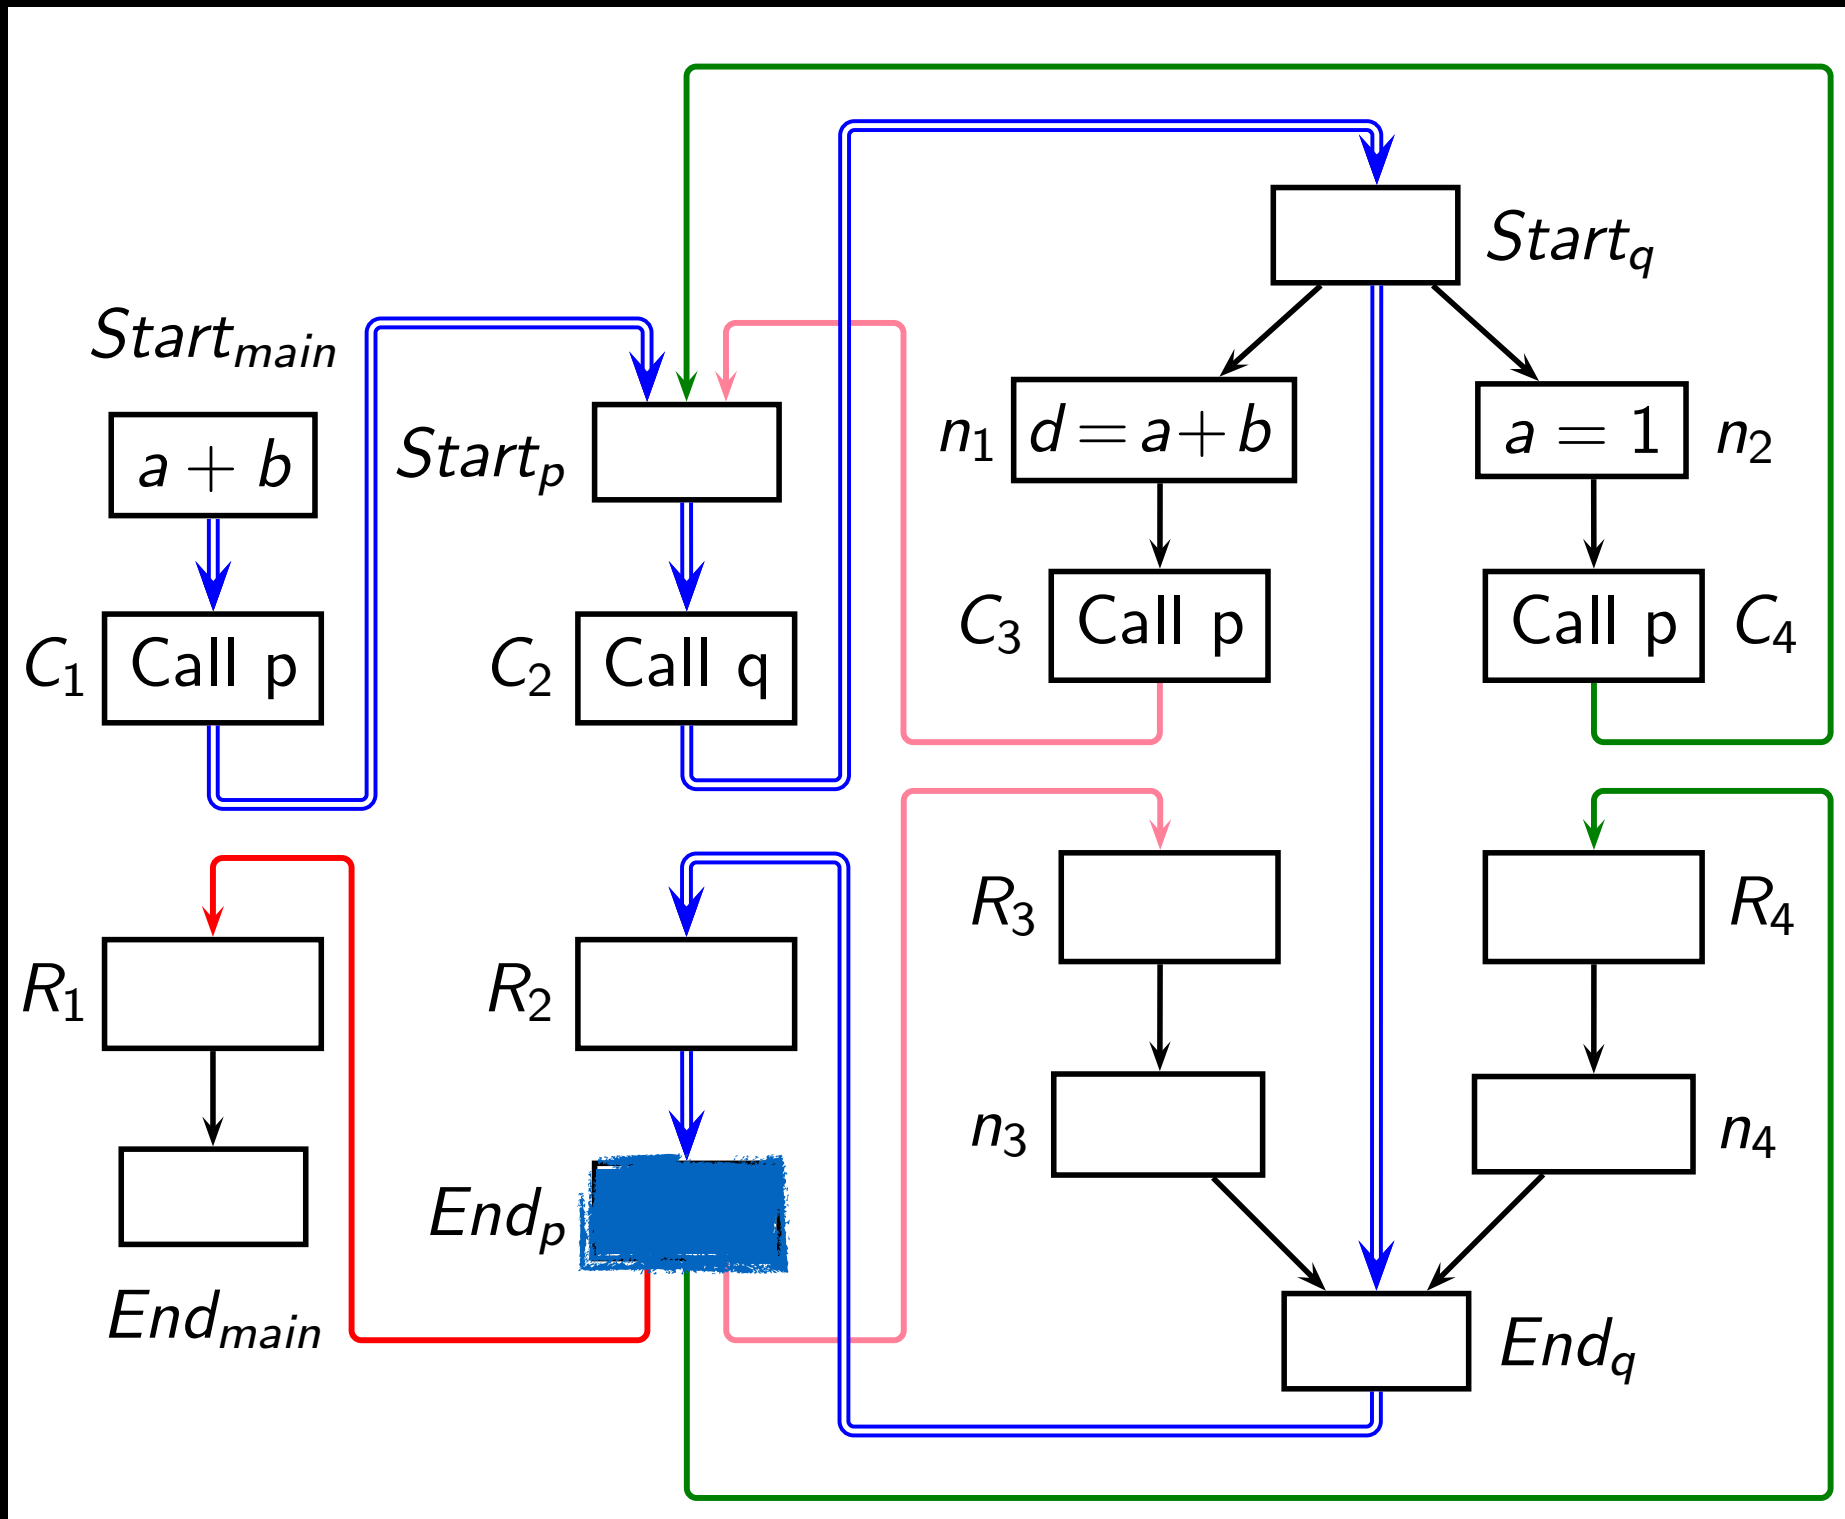 Start_q
Start_main
n_1 d = a + b
a = 1 n_2
a + b
Start_p
C_1 Call p
C_2 Call q
C_3 Call p
Call p C_4
R_1
R_2
R_3
R_4
n_3
n_4
End_p
End_main
End_q